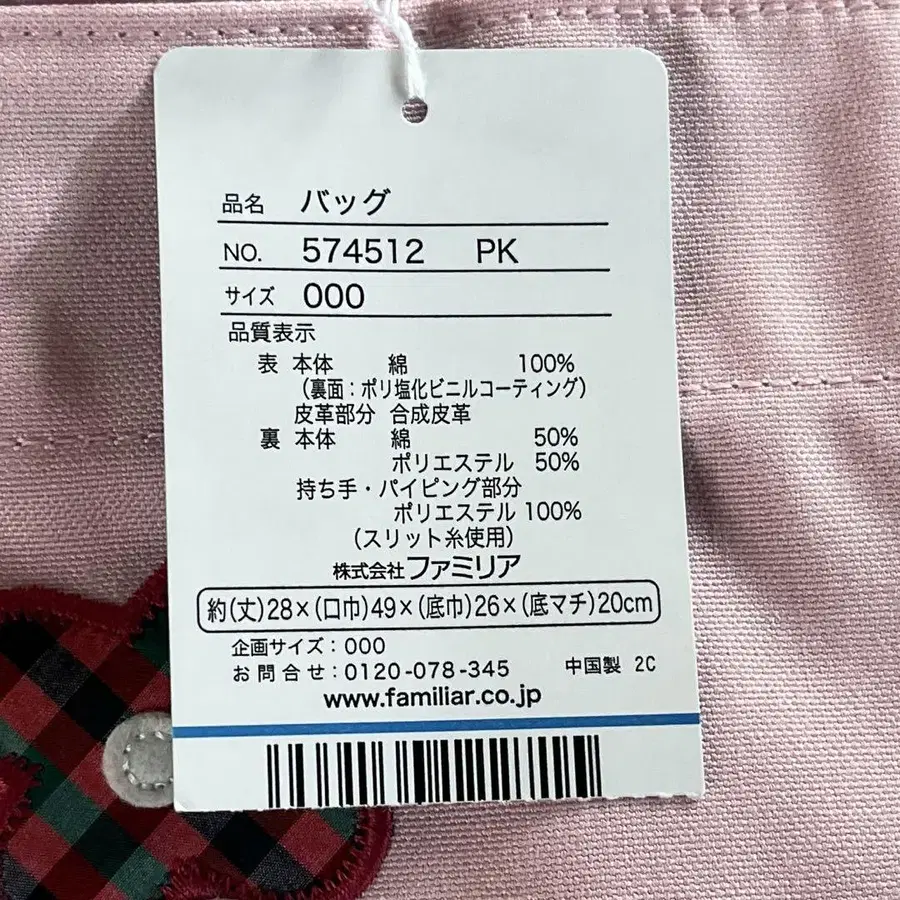 品名 バッグ
NO. 574512 PK
サイズ 000
品質表示
表 本体 綿 100%
（裏面：ポリ塩化ビニルコーティング）
皮革部分 合成皮革
裏 本体 綿 50%
ポリエステル 50%
持ち手・パイピング部分
ポリエステル 100%
（スリット糸使用）
株式会社ファミリア
約(丈)28×(口巾)49×(底巾)26×(底マチ)20cm
企画サイズ：000
お問合せ：0120-078-345 中国製 2C
www.familiar.co.jp